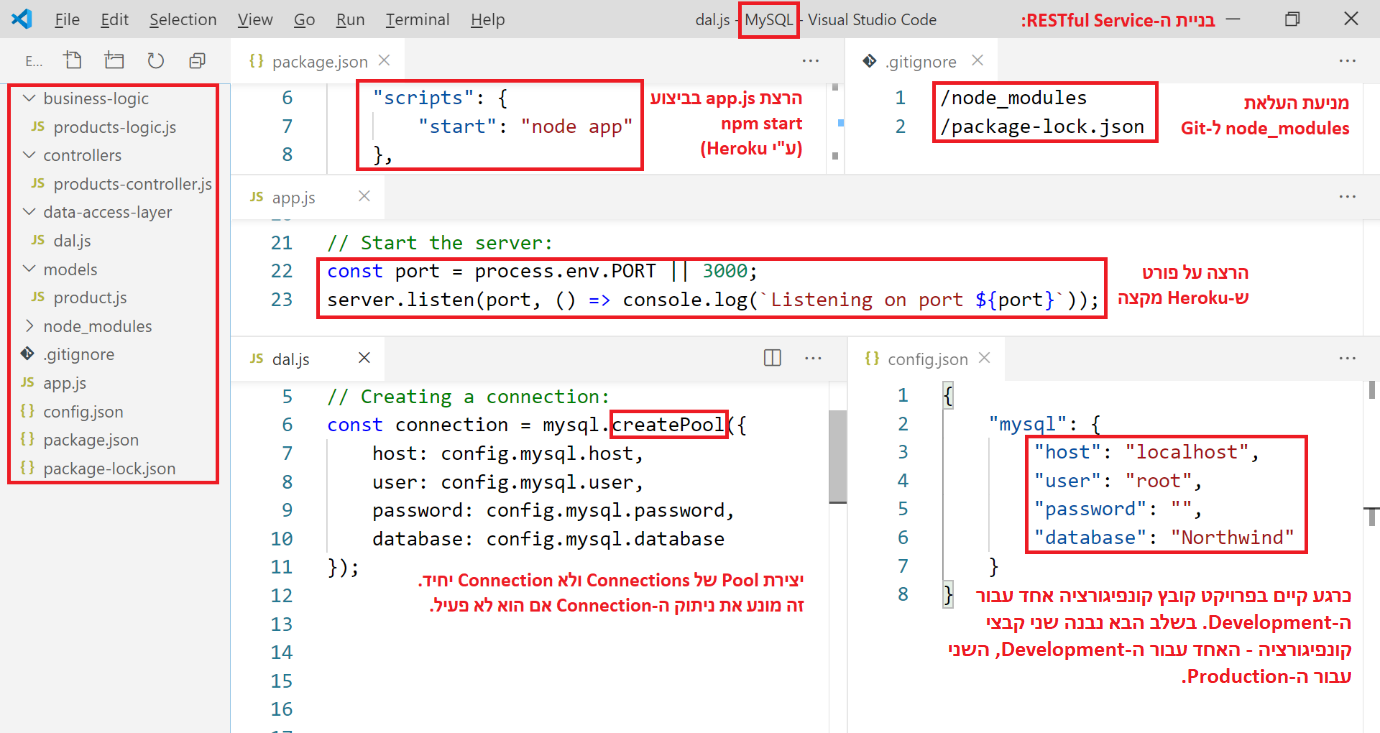 File Edit Selection View Go Run Terminal Help
dal.js - MySQL - Visual Studio Code
בניית ה-RESTful Service:
E...
business-logic
JS products-logic.js
controllers
JS products-controller.js
data-access-layer
JS dal.js
models
JS product.js
node_modules
.gitignore
JS app.js
{} config.json
{} package.json
{} package-lock.json
{} package.json
6 "scripts": {
7 "start": "node app"
8 },
הרצת app.js בביצוע
npm start
(ע"י Heroku)
.gitignore
1 /node_modules
2 /package-lock.json
מניעת העלאת
node_modules ל-Git
JS app.js
21 // Start the server:
22 const port = process.env.PORT || 3000;
23 server.listen(port, () => console.log(`Listening on port ${port}`));
הרצה על פורט
ש-Heroku מקצה
JS dal.js
5 // Creating a connection:
6 const connection = mysql.createPool({
7 host: config.mysql.host,
8 user: config.mysql.user,
9 password: config.mysql.password,
10 database: config.mysql.database
11 });
12
13
14
15
16
יצירת Pool של Connections ולא Connection יחיד.
זה מונע את ניתוק ה-Connection אם הוא לא פעיל.
{} config.json
1 {
2 "mysql": {
3 "host": "localhost",
4 "user": "root",
5 "password": "",
6 "database": "Northwind"
7 }
8 }
כרגע קיים בפרויקט קובץ קונפיגורציה אחד עבור
ה-Development. בשלב הבא נבנה שני קבצי
קונפיגורציה - האחד עבור ה-Development, השני
עבור ה-Production.